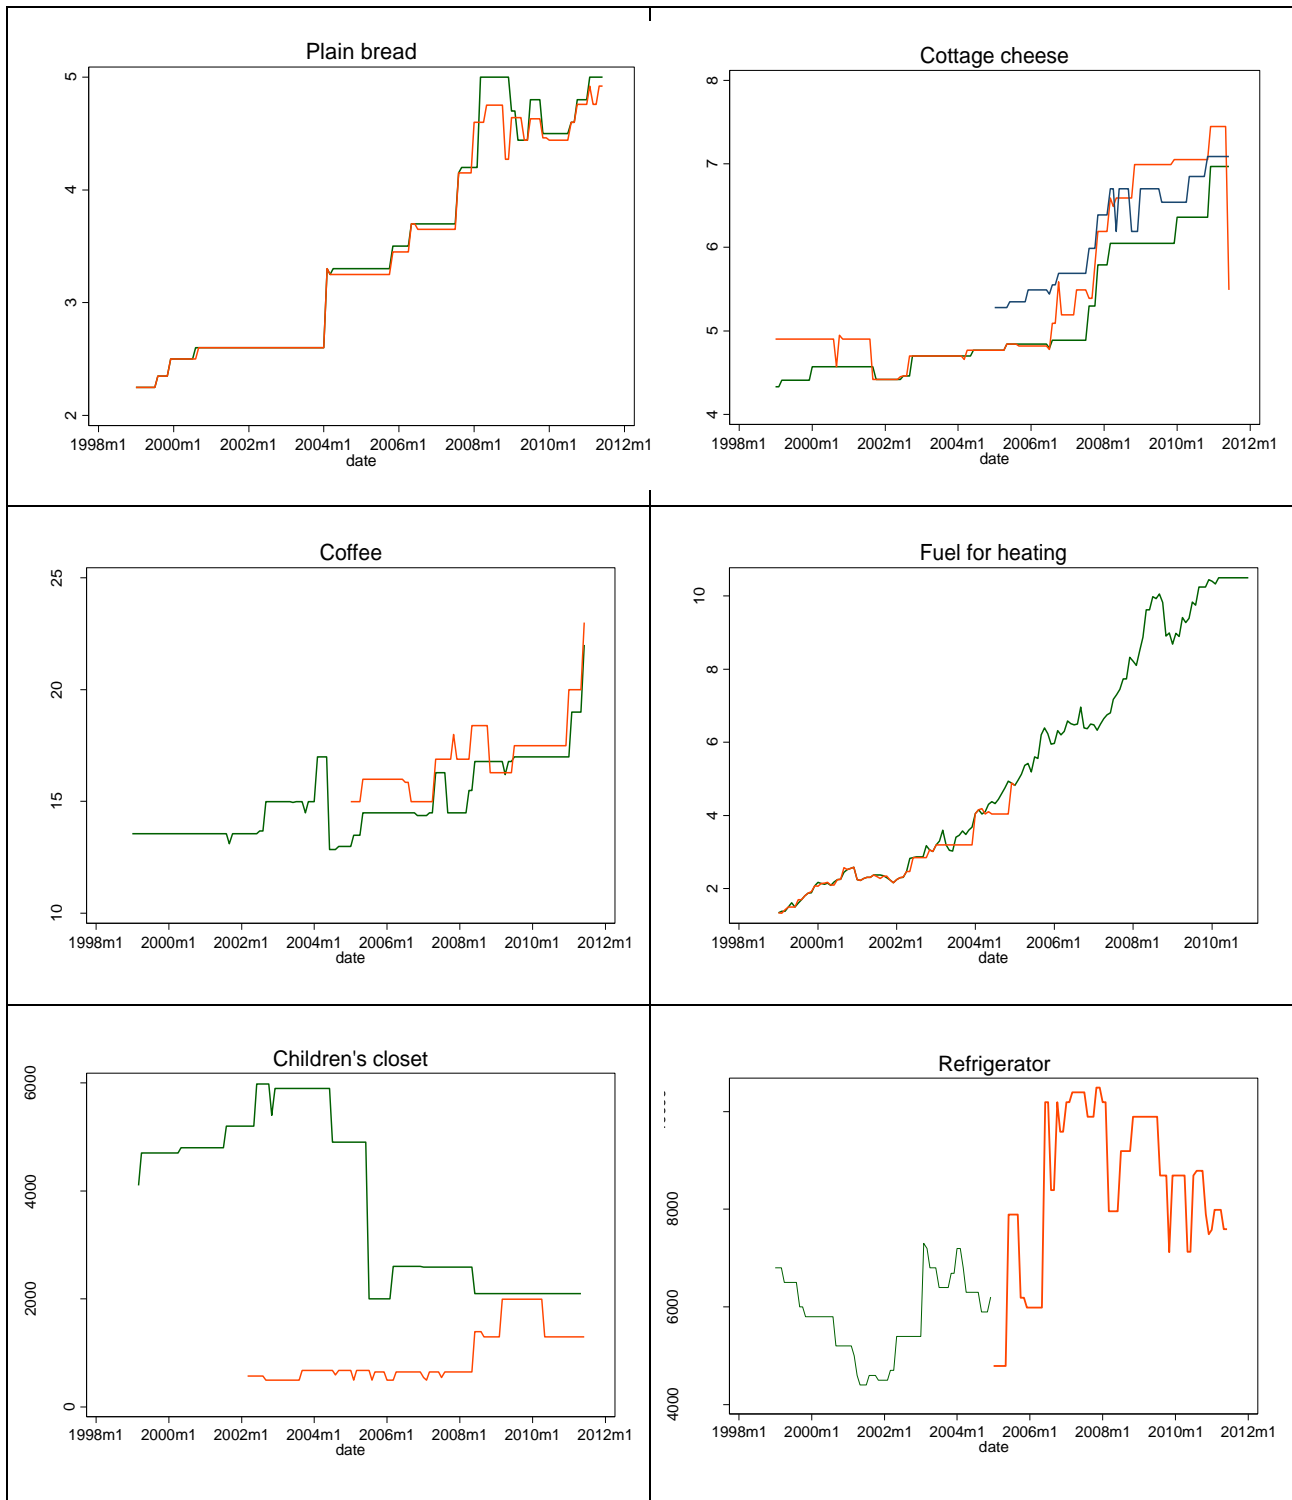 Plain bread
5
4
3
2
1998m1 2000m1 2002m1 2004m1 2006m1 2008m1 2010m1 2012m1
date
Cottage cheese
8
7
6
5
4
1998m1 2000m1 2002m1 2004m1 2006m1 2008m1 2010m1 2012m1
date
Coffee
25
20
15
10
1998m1 2000m1 2002m1 2004m1 2006m1 2008m1 2010m1 2012m1
date
Fuel for heating
10
8
6
4
2
1998m1 2000m1 2002m1 2004m1 2006m1 2008m1 2010m1
date
Children's closet
6000
4000
2000
0
1998m1 2000m1 2002m1 2004m1 2006m1 2008m1 2010m1 2012m1
date
Refrigerator
8000
6000
4000
1998m1 2000m1 2002m1 2004m1 2006m1 2008m1 2010m1 2012m1
date